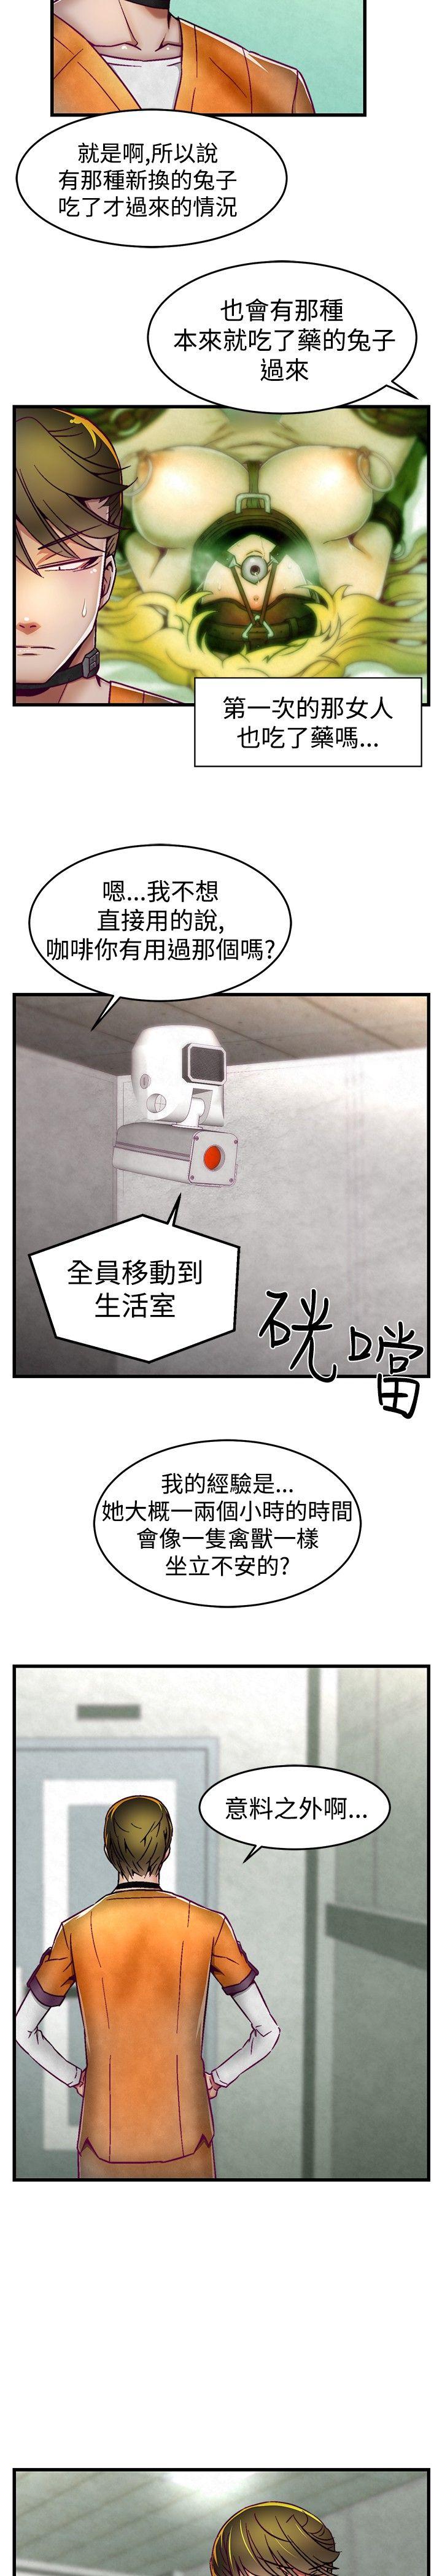 就是啊,所以說
有那種新換的兔子
吃了才過來的情況
也會有那種
本來就吃了藥的兔子
過來
第一次的那女人
也吃了藥嗎...
嗯...我不想
直接用的說,
咖啡你有用過那個嗎?
全員移動到
生活室
硄噹
我的經驗是...
她大概一兩個小時的時間
會像一隻禽獸一樣
坐立不安的?
意料之外啊...